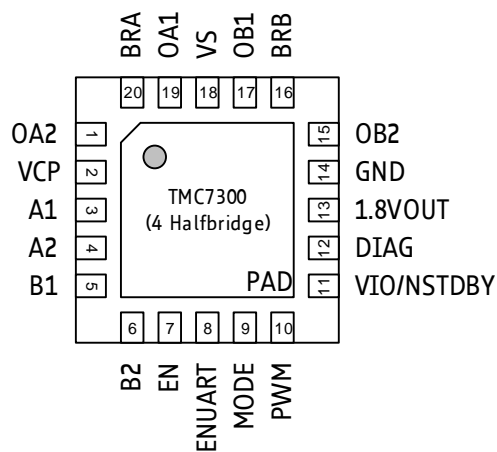 BRA
OA1
VS
OB1
BRB
20
19
18
17
16
OA2
1
VCP
2
A1
3
A2
4
B1
5
TMC7300
(4 Halfbridge)
PAD
15
OB2
14
GND
13
1.8VOUT
12
DIAG
11
VIO/NSTDBY
6
7
8
9
10
B2
EN
ENUART
MODE
PWM